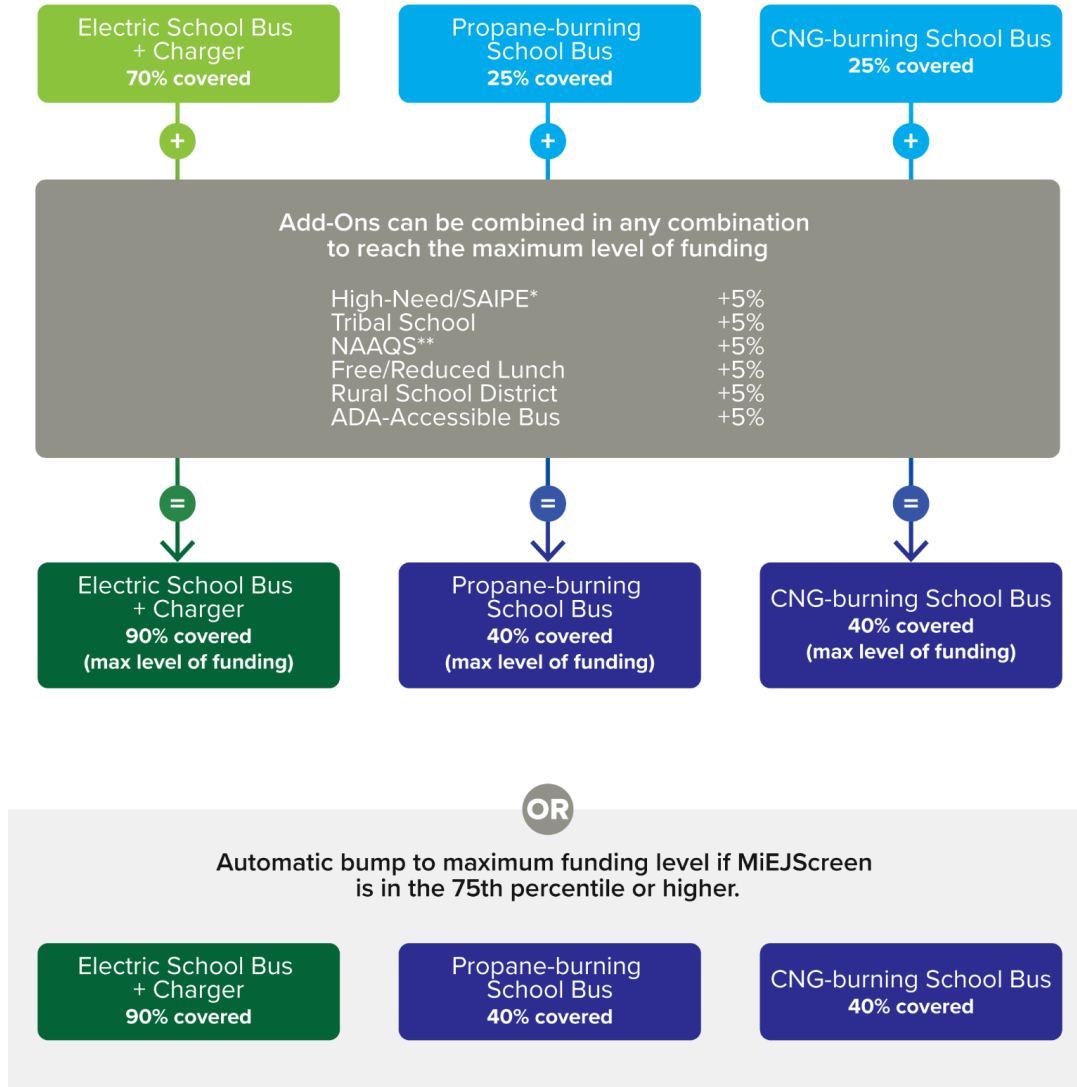 Electric School Bus
+ Charger
70% covered
Propane-burning
School Bus
25% covered
CNG-burning School Bus
25% covered
+
+
+
Add-Ons can be combined in any combination
to reach the maximum level of funding
High-Need/SAIPE* +5%
Tribal School +5%
NAAQS** +5%
Free/Reduced Lunch +5%
Rural School District +5%
ADA-Accessible Bus +5%
=
=
=
Electric School Bus
+ Charger
90% covered
(max level of funding)
Propane-burning
School Bus
40% covered
(max level of funding)
CNG-burning School Bus
40% covered
(max level of funding)
OR
Automatic bump to maximum funding level if MiEJScreen
is in the 75th percentile or higher.
Electric School Bus
+ Charger
90% covered
Propane-burning
School Bus
40% covered
CNG-burning School Bus
40% covered